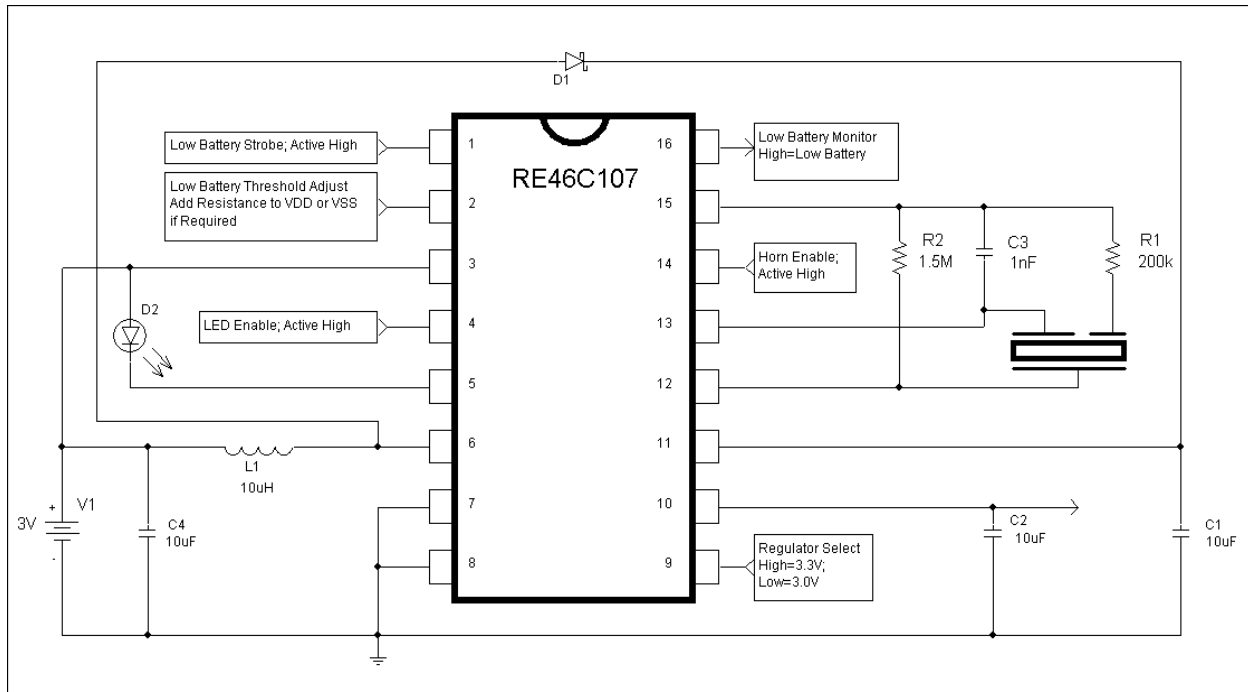 D1
Low Battery Strobe; Active High
1
16
Low Battery Monitor
High=Low Battery
RE46C107
Low Battery Threshold Adjust
Add Resistance to VDD or VSS
if Required
2
15
R2
1.5M
C3
1nF
R1
200k
3
14
Horn Enable;
Active High
D2
LED Enable; Active High
4
13
5
12
6
11
L1
10uH
+
V1
3V
-
C4
10uF
7
10
C2
10uF
C1
10uF
8
9
Regulator Select
High=3.3V;
Low=3.0V